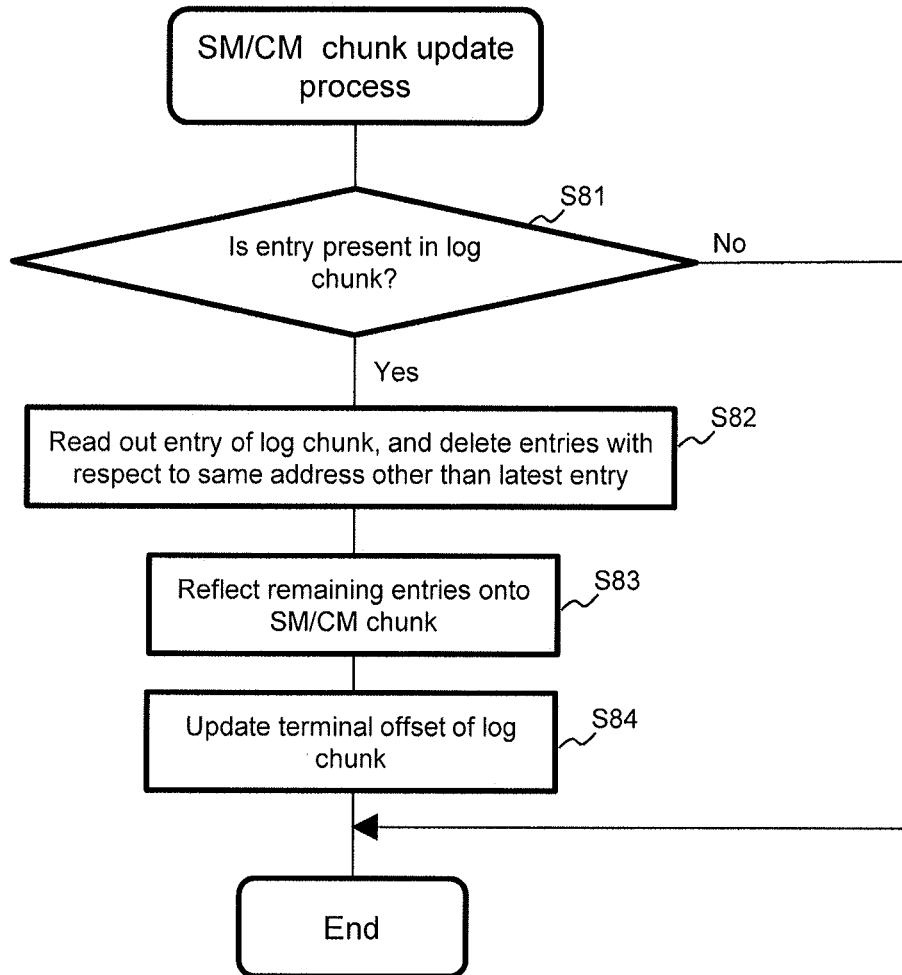 SM/CM chunk update
process
S81
Is entry present in log
chunk?
No
Yes
S82
Read out entry of log chunk, and delete entries with
respect to same address other than latest entry
S83
Reflect remaining entries onto
SM/CM chunk
S84
Update terminal offset of log
chunk
End